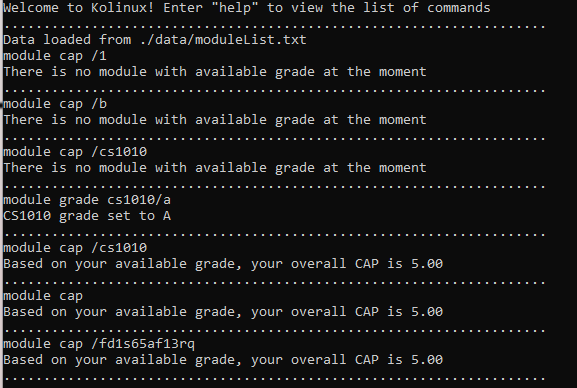 Welcome to Kolinux! Enter "help" to view the list of commands
....................................................................
Data loaded from ./data/moduleList.txt
module cap /1
There is no module with available grade at the moment
....................................................................
module cap /b
There is no module with available grade at the moment
....................................................................
module cap /cs1010
There is no module with available grade at the moment
....................................................................
module grade cs1010/a
CS1010 grade set to A
....................................................................
module cap /cs1010
Based on your available grade, your overall CAP is 5.00
....................................................................
module cap
Based on your available grade, your overall CAP is 5.00
....................................................................
module cap /fd1s65af13rq
Based on your available grade, your overall CAP is 5.00
....................................................................